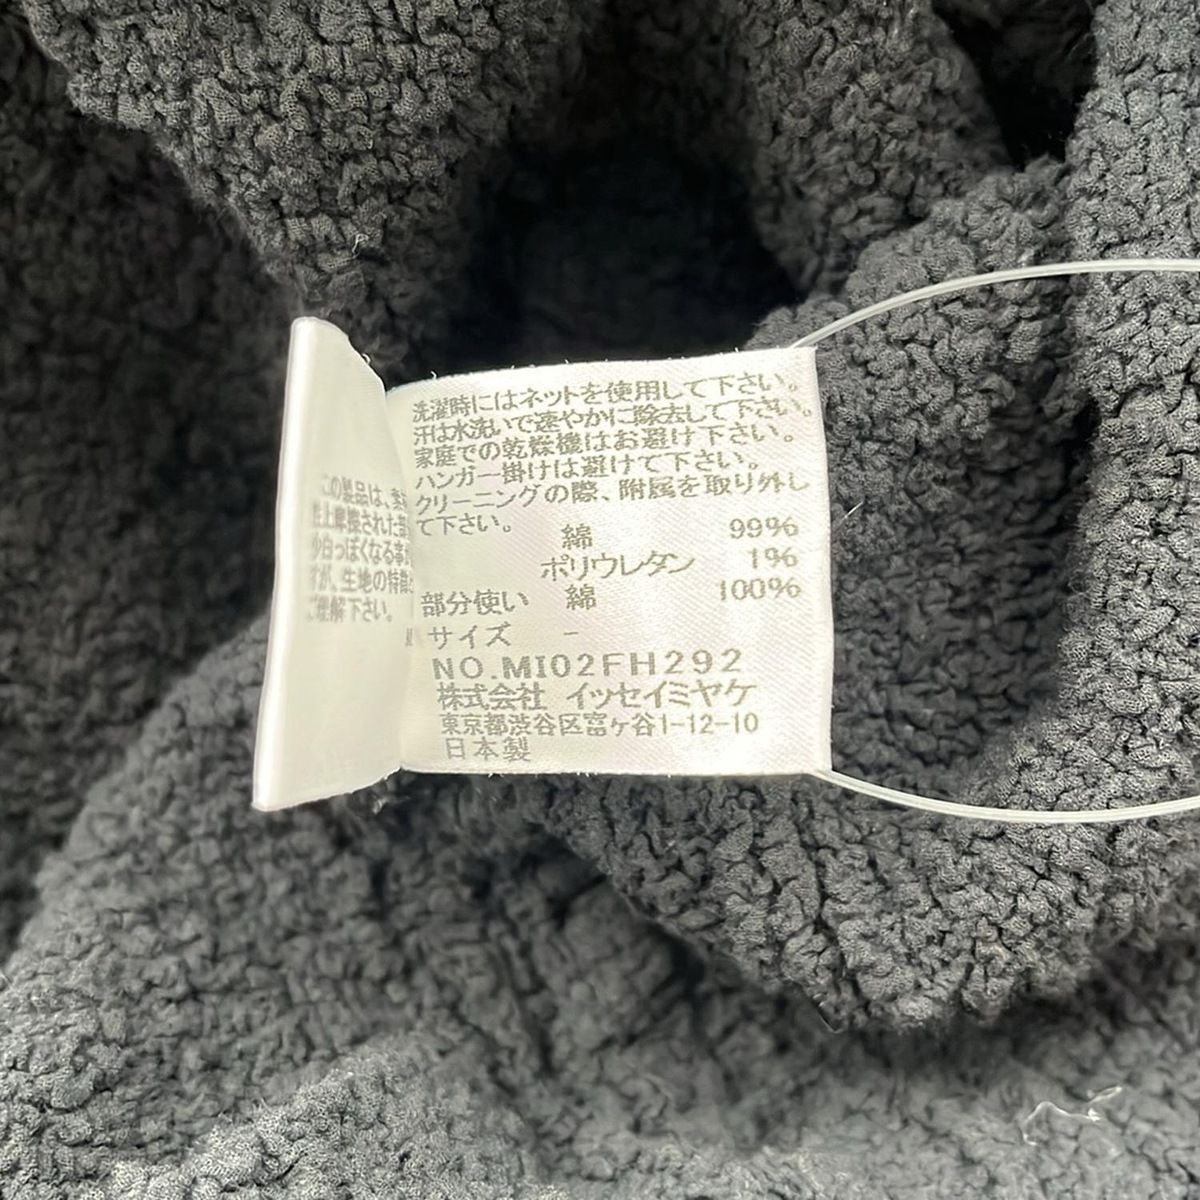 洗濯時にはネットを使用して下さい。
汗は水洗いで速やかに除去して下さい。
家庭での乾燥機はお避け下さい。
ハンガー掛けは避けて下さい。
クリーニングの際、附属を取り外し
て下さい。
綿 99%
ポリウレタン 1%
部分使い 綿 100%
サイズ -
NO.MI02FH292
株式会社 イッセイミヤケ
東京都渋谷区富ヶ谷1-12-10
日本製
この製品は、
された
白っぽくなる事
が、生地の特徴
ご理解下さい。